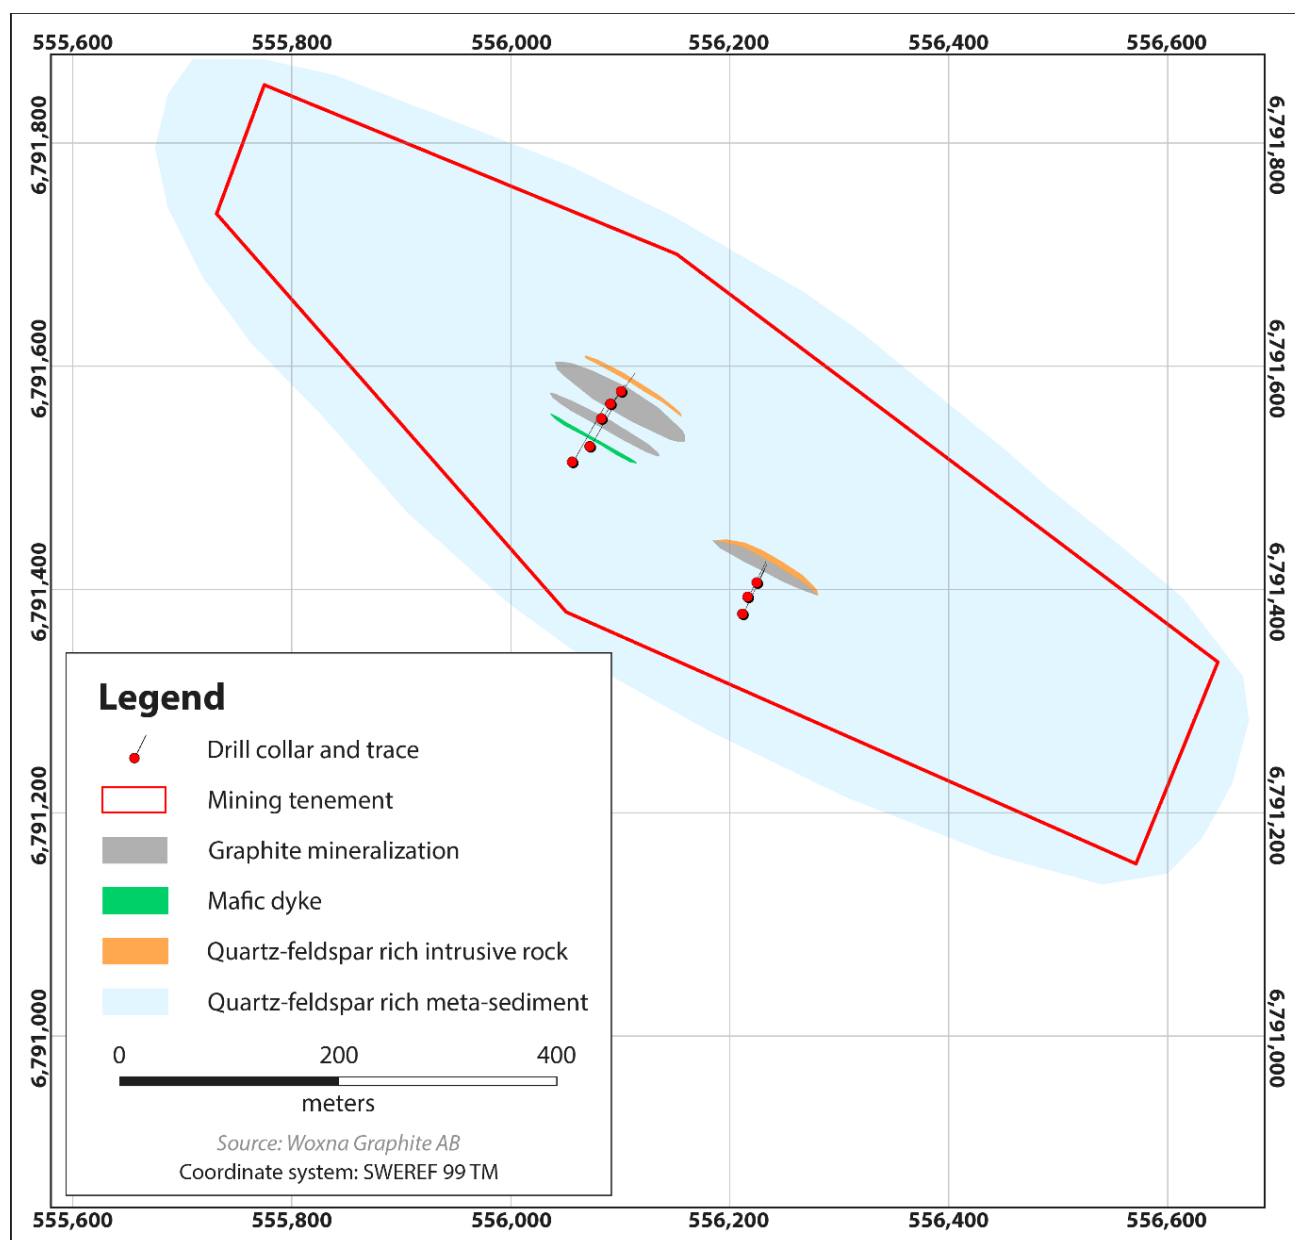 555,600 555,800 556,000 556,200 556,400 556,600
6,791,800 6,791,800
6,791,600 6,791,600
6,791,400 6,791,400
6,791,200 6,791,200
6,791,000 6,791,000
Legend
Drill collar and trace
Mining tenement
Graphite mineralization
Mafic dyke
Quartz-feldspar rich intrusive rock
Quartz-feldspar rich meta-sediment
0 200 400
meters
Source: Woxna Graphite AB
Coordinate system: SWEREF 99 TM
555,600 555,800 556,000 556,200 556,400 556,600